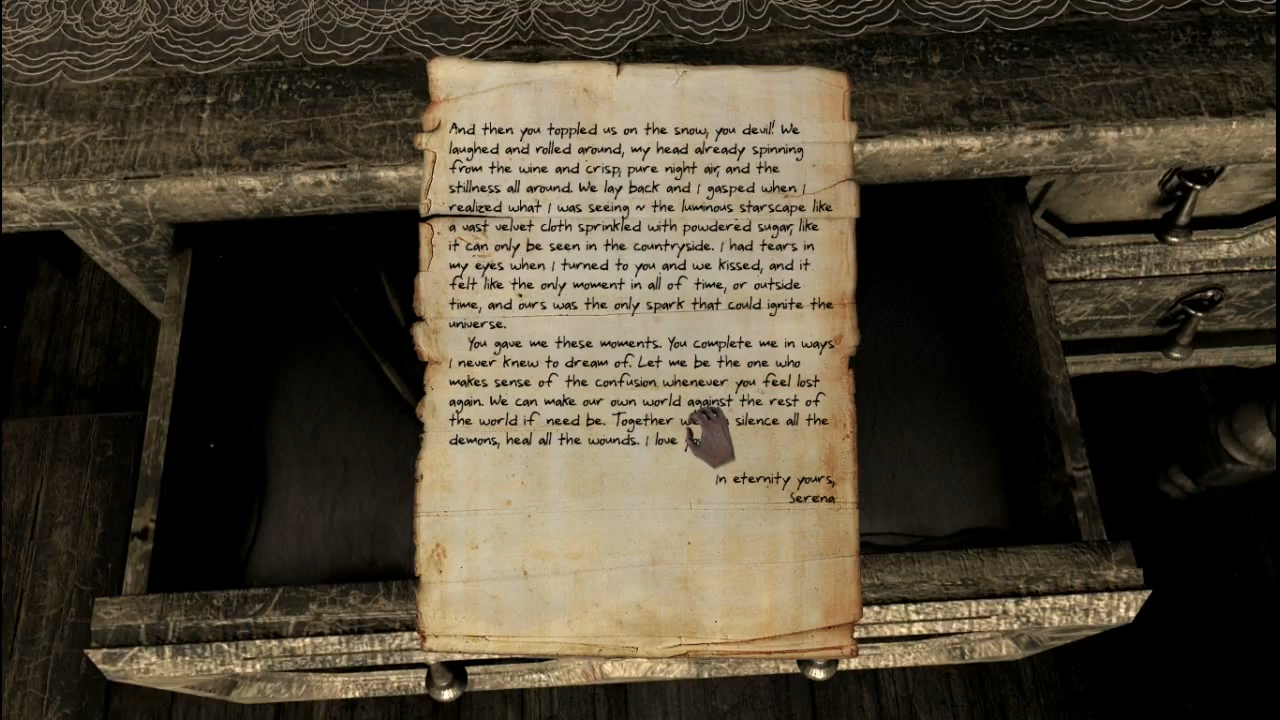 And then you toppled us on the snow, you devil! We
laughed and rolled around, my head already spinning
from the wine and crisp, pure night air, and the
stillness all around. We lay back and I gasped when I
realized what I was seeing ~ the luminous starscape like
a vast velvet cloth sprinkled with powdered sugar, like
it can only be seen in the countryside. I had tears in
my eyes when I turned to you and we kissed, and it
felt like the only moment in all of time, or outside
time, and ours was the only spark that could ignite the
universe.
You gave me these moments. You complete me in ways
I never knew to dream of. Let me be the one who
makes sense of the confusion whenever you feel lost
again. We can make our own world against the rest of
the world if need be. Together we silence all the
demons, heal all the wounds. I love
In eternity yours,
Serena